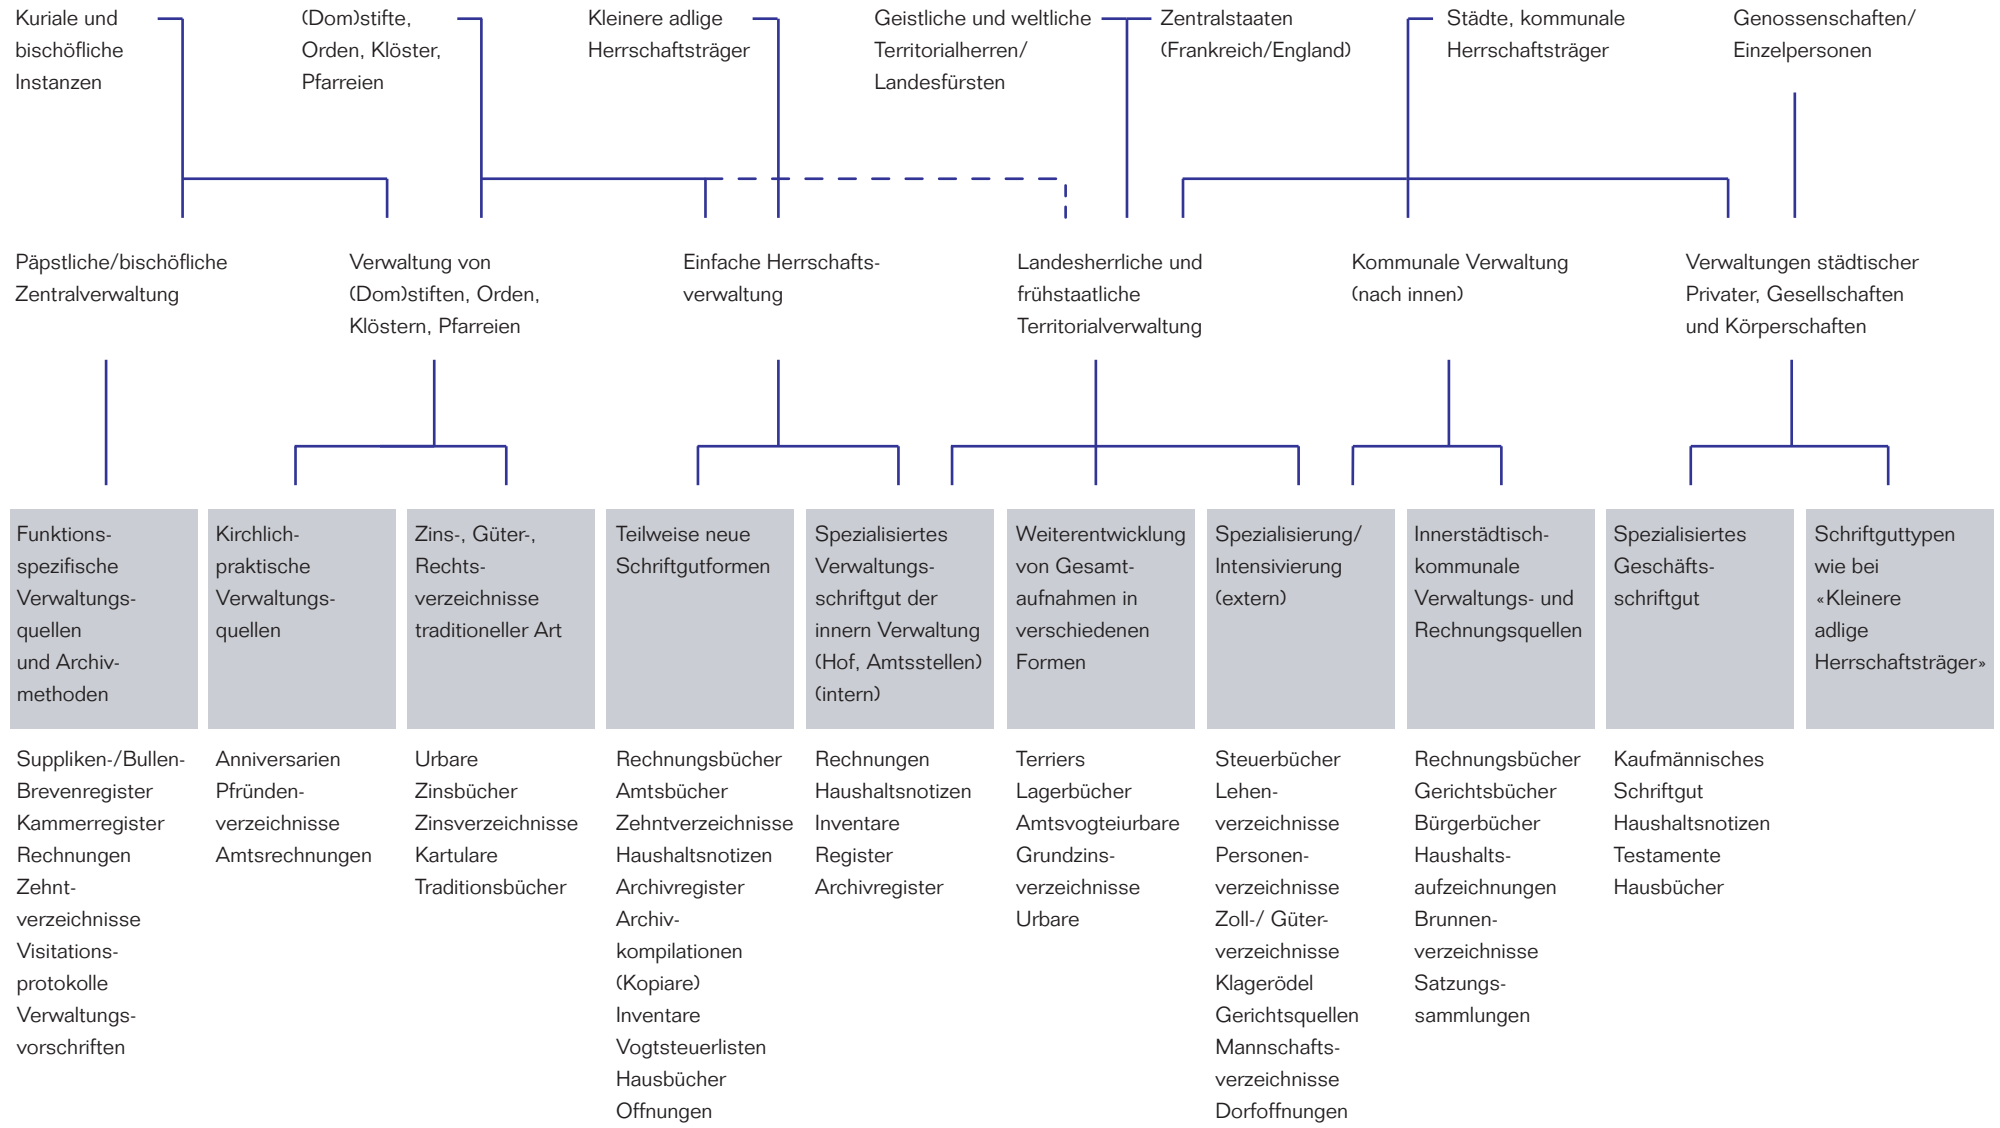 Kuriale und
bischöfliche
Instanzen
(Dom)stifte,
Orden, Klöster,
Pfarreien
Kleinere adlige
Herrschaftsträger
Geistliche und weltliche
Territorialherren/
Landesfürsten
Zentralstaaten
(Frankreich/England)
Städte, kommunale
Herrschaftsträger
Genossenschaften/
Einzelpersonen
Päpstliche/bischöfliche
Zentralverwaltung
Verwaltung von
(Dom)stiften, Orden,
Klöstern, Pfarreien
Einfache Herrschafts-
verwaltung
Landesherrliche und
frühstaatliche
Territorialverwaltung
Kommunale Verwaltung
(nach innen)
Verwaltungen städtischer
Privater, Gesellschaften
und Körperschaften
Funktions-
spezifische
Verwaltungs-
quellen
und Archiv-
methoden
Kirchlich-
praktische
Verwaltungs-
quellen
Zins-, Güter-,
Rechts-
verzeichnisse
traditioneller Art
Teilweise neue
Schriftgutformen
Spezialisiertes
Verwaltungs-
schriftgut der
innern Verwaltung
(Hof, Amtsstellen)
(intern)
Weiterentwicklung
von Gesamt-
aufnahmen in
verschiedenen
Formen
Spezialisierung/
Intensivierung
(extern)
Innerstädtisch-
kommunale
Verwaltungs- und
Rechnungsquellen
Spezialisiertes
Geschäfts-
schriftgut
Schriftguttypen
wie bei
«Kleinere
adlige
Herrschaftsträger»
Suppliken-/Bullen-
Brevenregister
Kammerregister
Rechnungen
Zehnt-
verzeichnisse
Visitations-
protokolle
Verwaltungs-
vorschriften
Anniversarien
Pfründen-
verzeichnisse
Amtsrechnungen
Urbare
Zinsbücher
Zinsverzeichnisse
Kartulare
Traditionsbücher
Rechnungsbücher
Amtsbücher
Zehntverzeichnisse
Haushaltsnotizen
Archivregister
Archiv-
kompilationen
(Kopiare)
Inventare
Vogtsteuerlisten
Hausbücher
Offnungen
Rechnungen
Haushaltsnotizen
Inventare
Register
Archivregister
Terriers
Lagerbücher
Amtsvogteiurbare
Grundzins-
verzeichnisse
Urbare
Steuerbücher
Lehen-
verzeichnisse
Personen-
verzeichnisse
Zoll-/ Güter-
verzeichnisse
Klagerödel
Gerichtsquellen
Mannschafts-
verzeichnisse
Dorfoffnungen
Rechnungsbücher
Gerichtsbücher
Bürgerbücher
Haushalts-
aufzeichnungen
Brunnen-
verzeichnisse
Satzungs-
sammlungen
Kaufmännisches
Schriftgut
Haushaltsnotizen
Testamente
Hausbücher